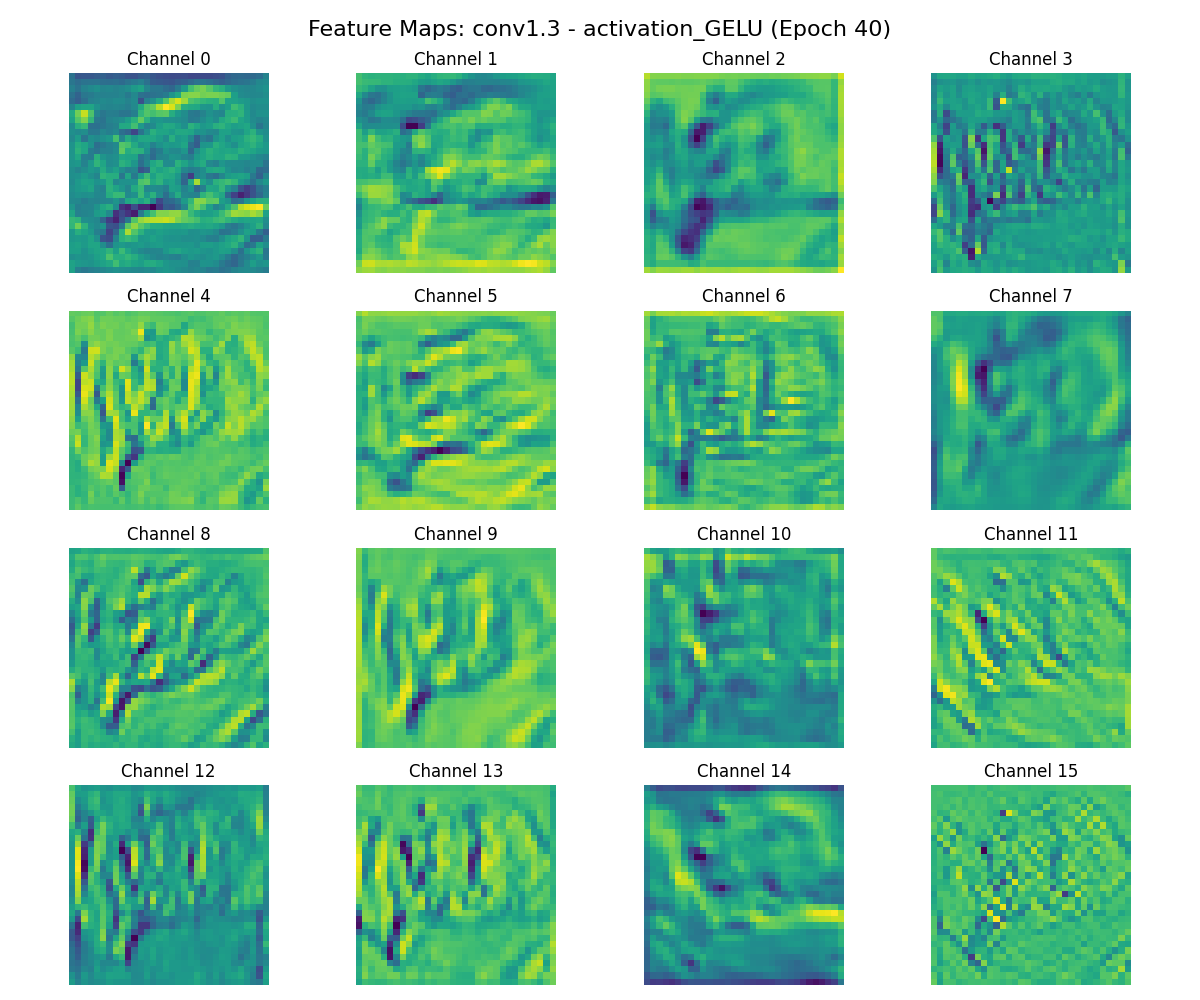 Feature Maps: conv1.3 - activation_GELU (Epoch 40)
Channel 0
Channel 1
Channel 2
Channel 3
Channel 4
Channel 5
Channel 6
Channel 7
Channel 8
Channel 9
Channel 10
Channel 11
Channel 12
Channel 13
Channel 14
Channel 15